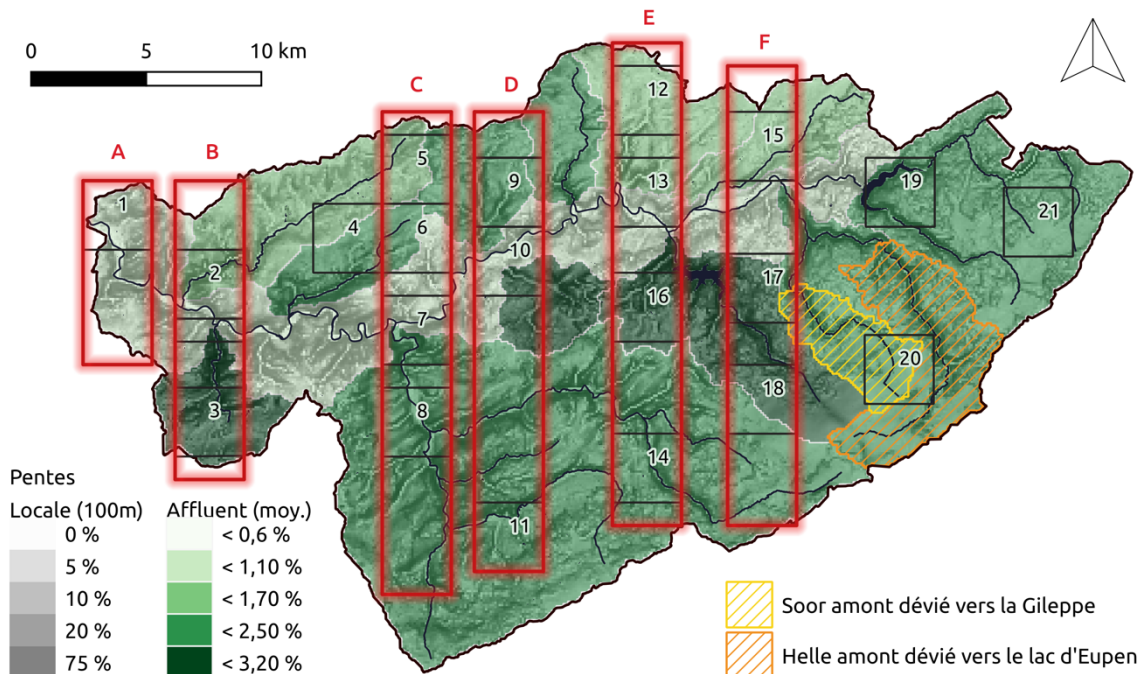 0 5 10 km
E
F
C
D
A
B
12
15
5
1
9
13
19
4
6
21
10
2
17
16
7
20
18
3
8
14
11
Pentes
Locale (100m) Affluent (moy.)
0 % < 0,6 %
5 % < 1,10 %
10 % < 1,70 %
20 % < 2,50 %
75 % < 3,20 %
Soor amont dévié vers la Gileppe
Helle amont dévié vers le lac d'Eupen